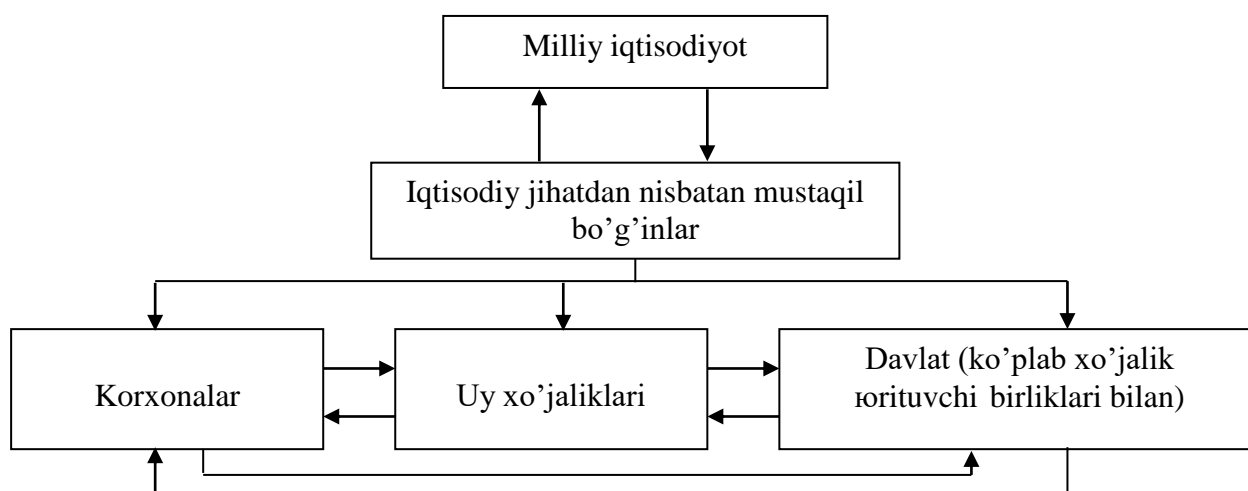 Milliy iqtisodiyot
Iqtisodiy jihatdan nisbatan mustaqil
bo’g’inlar
Korxonalar
Uy xo’jaliklari
Davlat (ko’plab xo’jalik
юrituvchi birliklari bilan)